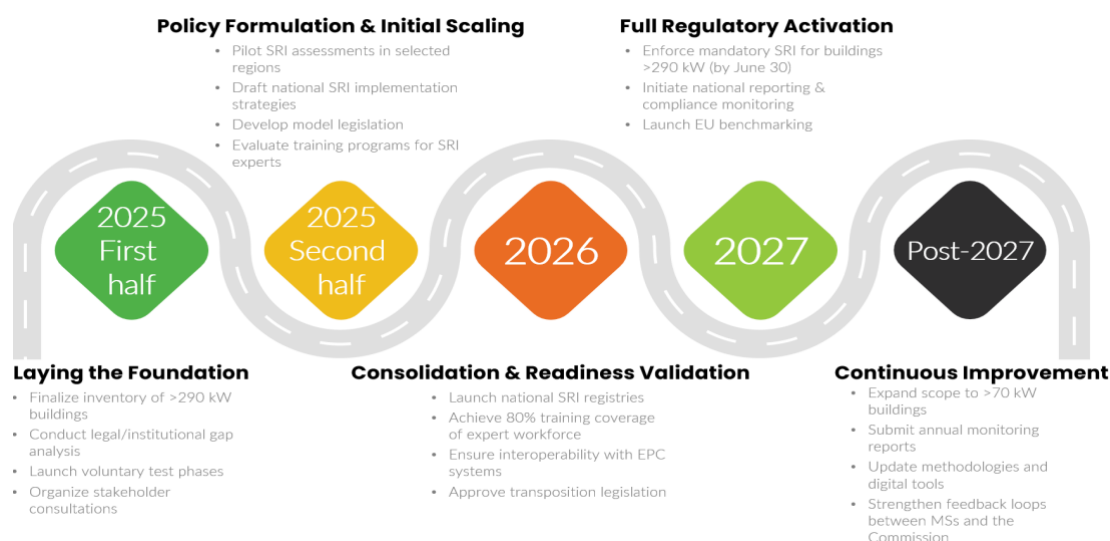 Policy Formulation & Initial Scaling
• Pilot SRI assessments in selected
regions
• Draft national SRI implementation
strategies
• Develop model legislation
• Evaluate training programs for SRI
experts
Full Regulatory Activation
• Enforce mandatory SRI for buildings
>290 kW (by June 30)
• Initiate national reporting &
compliance monitoring
• Launch EU benchmarking
2025
First
half
2025
Second
half
2026
2027
Post-2027
Laying the Foundation
• Finalize inventory of >290 kW
buildings
• Conduct legal/institutional gap
analysis
• Launch voluntary test phases
• Organize stakeholder
consultations
Consolidation & Readiness Validation
• Launch national SRI registries
• Achieve 80% training coverage
of expert workforce
• Ensure interoperability with EPC
systems
• Approve transposition legislation
Continuous Improvement
• Expand scope to >70 kW
buildings
• Submit annual monitoring
reports
• Update methodologies and
digital tools
• Strengthen feedback loops
between MSs and the
Commission